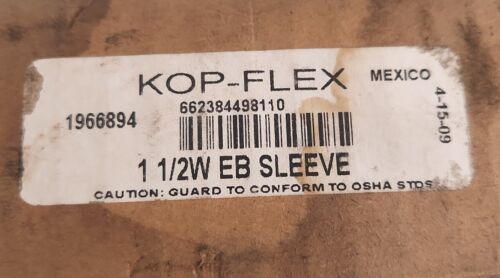 KOP-FLEX MEXICO
662384498110
1966894
4-15-09
1 1/2W EB SLEEVE
CAUTION: GUARD TO CONFORM TO OSHA STDS